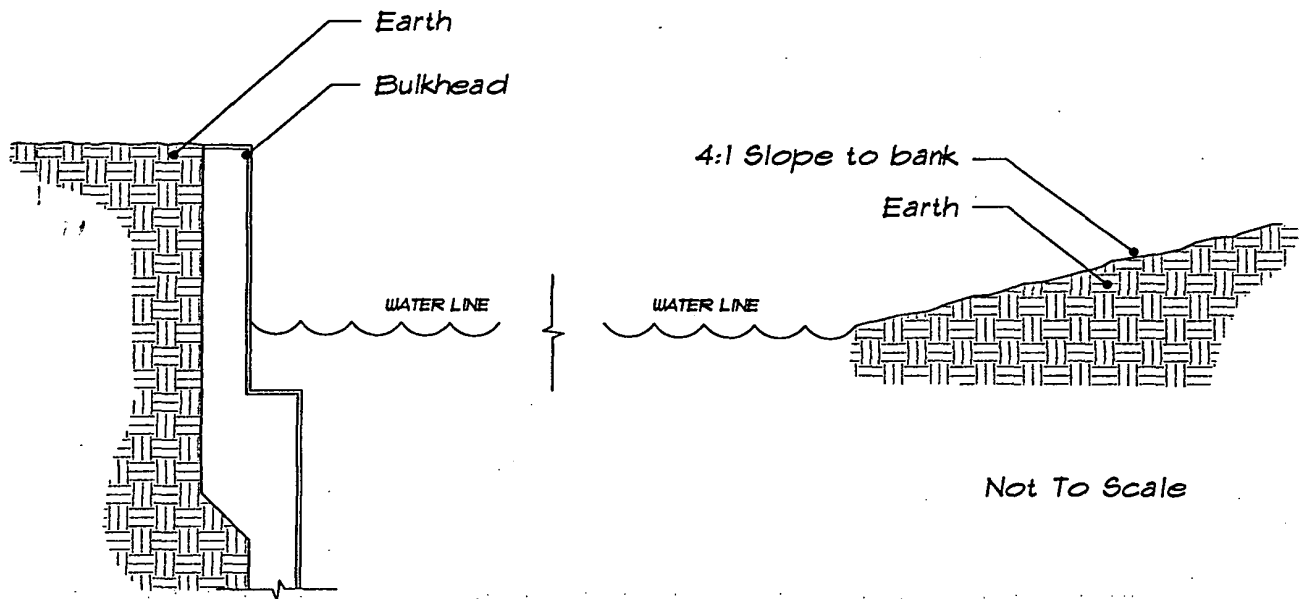 Earth
Bulkhead
4:1 Slope to bank
Earth
WATER LINE
WATER LINE
Not To Scale